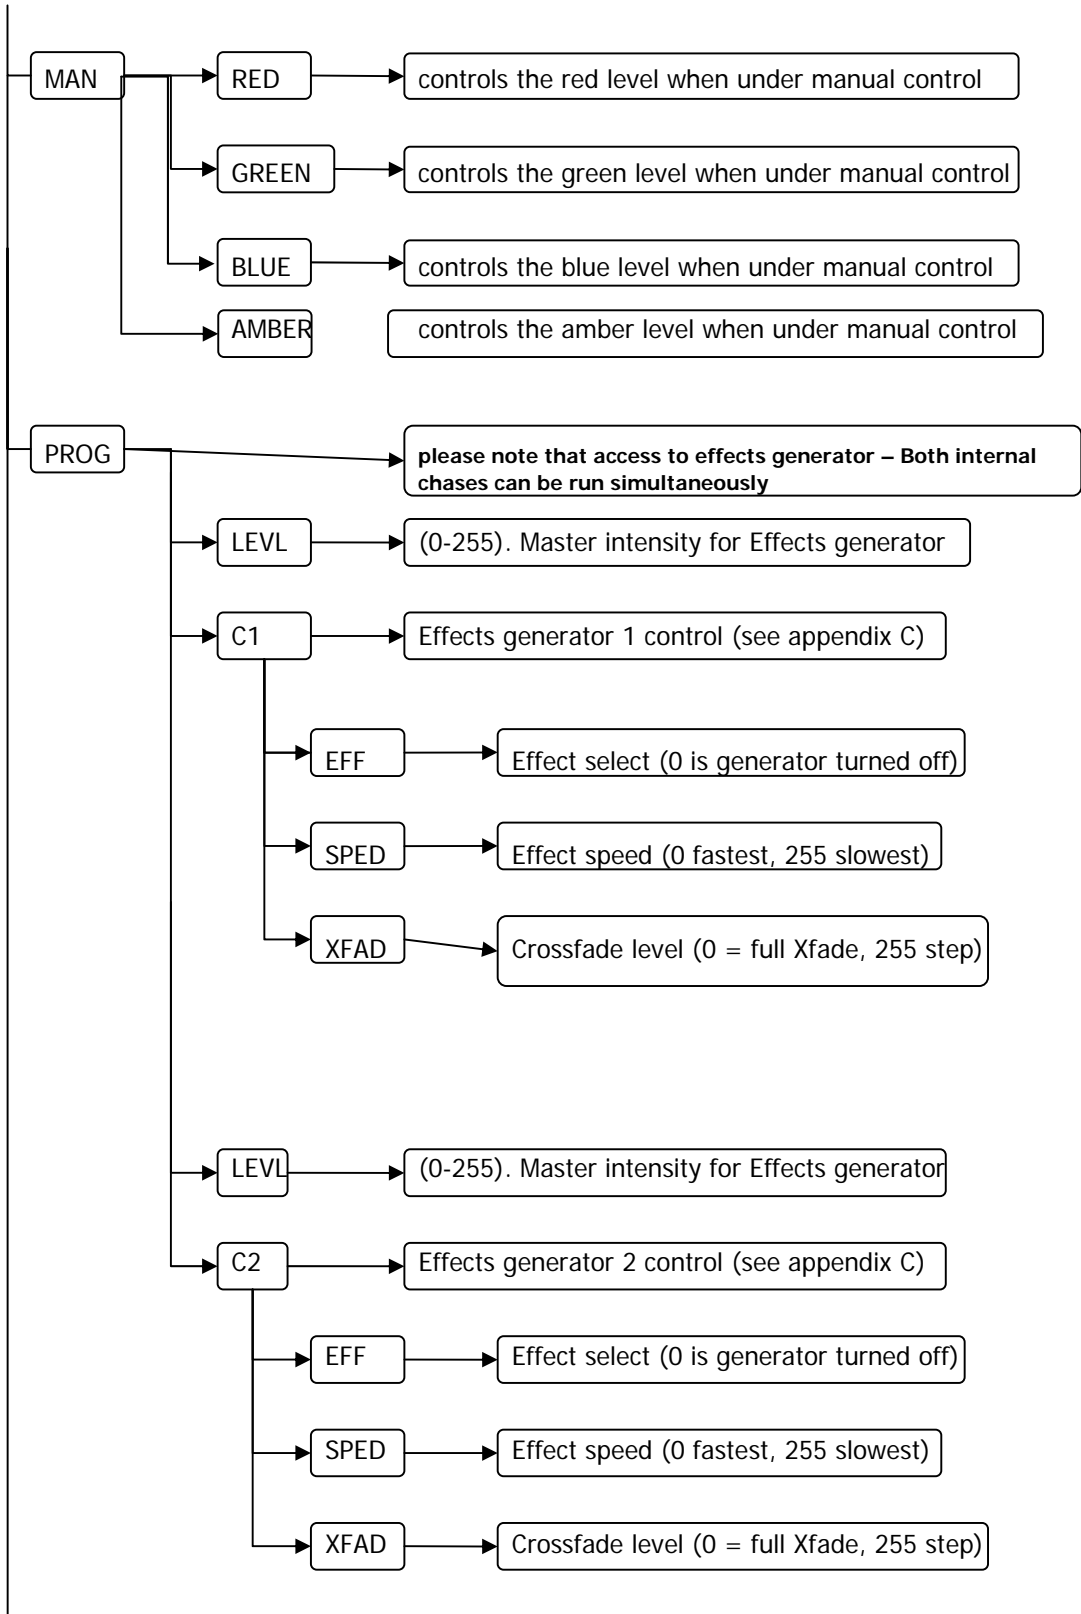 MAN
RED
controls the red level when under manual control
GREEN
controls the green level when under manual control
BLUE
controls the blue level when under manual control
AMBER
controls the amber level when under manual control
PROG
please note that access to effects generator – Both internal
chases can be run simultaneously
LEVL
(0-255). Master intensity for Effects generator
C1
Effects generator 1 control (see appendix C)
EFF
Effect select (0 is generator turned off)
SPED
Effect speed (0 fastest, 255 slowest)
XFAD
Crossfade level (0 = full Xfade, 255 step)
LEVL
(0-255). Master intensity for Effects generator
C2
Effects generator 2 control (see appendix C)
EFF
Effect select (0 is generator turned off)
SPED
Effect speed (0 fastest, 255 slowest)
XFAD
Crossfade level (0 = full Xfade, 255 step)